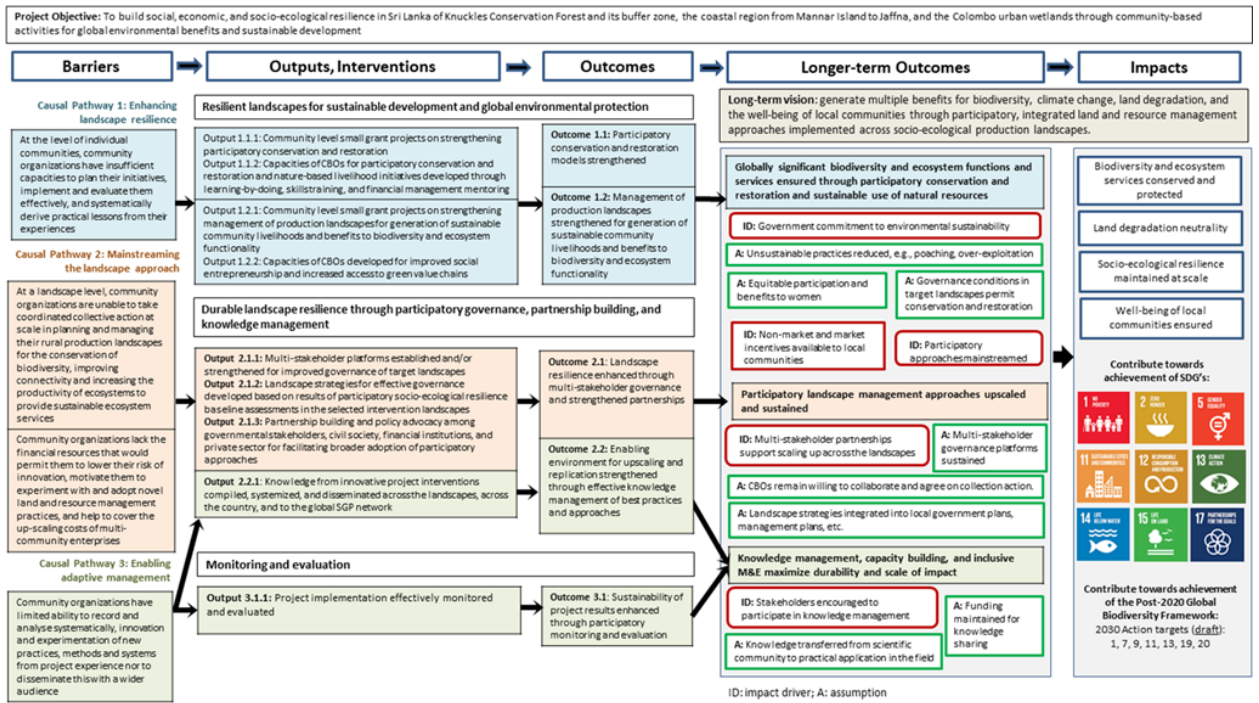 Project Objective: To build social, economic, and socio-ecological resilience in Sri Lanka of Knuckles Conservation Forest and its buffer zone, the coastal region from Mannar Island to Jaffna, and the Colombo urban wetlands through community-based
activities for global environmental benefits and sustainable development
Barriers
Outputs, Interventions
Outcomes
Longer-term Outcomes
Impacts
Causal Pathway 1: Enhancing
landscape resilience
At the level of individual
communities, community
organizations have insufficient
capacities to plan their initiatives,
implement and evaluate them
effectively, and systematically
derive practical lessons from their
experiences
Causal Pathway 2: Mainstreaming
the landscape approach
At a landscape level, community
organizations are unable to take
coordinated collective action at
scale in planning and managing
their rural production landscapes
for the conservation of
biodiversity, improving
connectivity and increasing the
productivity of ecosystems to
provide sustainable ecosystem
services
Community organizations lack the
financial resources that would
permit them to lower their risk of
innovation, motivate them to
experiment with and adopt novel
land and resource management
practices, and help to cover the
up-scaling costs of multi-
community enterprises
Causal Pathway 3: Enabling
adaptive management
Community organizations have
limited ability to record and
analyse systematically, innovation
and experimentation of new
practices, methods and systems
from project experience nor to
disseminate this with a wider
audience
Resilient landscapes for sustainable development and global environmental protection
Output 1.1.1: Community level small grant projects on strengthening
participatory conservation and restoration
Output 1.1.2: Capacities of CBOs for participatory conservation and
restoration and nature-based livelihood initiatives developed through
learning-by-doing, skills training, and financial management mentoring
Output 1.2.1: Community level small grant projects on strengthening
management of production landscapes for generation of sustainable
community livelihoods and benefits to biodiversity and ecosystem
functionality
Output 1.2.2: Capacities developed for improved social
entrepreneurship and increased access to green value chains
Outcome 1.1: Participatory
conservation and restoration
models strengthened
Outcome 1.2: Management of
production landscapes
strengthened for generation of
sustainable community
livelihoods and benefits to
biodiversity and ecosystem
functionality
Durable landscape resilience through participatory governance, partnership building, and
knowledge management
Output 2.1.1: Multi-stakeholder platforms established and/or
strengthened for improved governance of target landscapes
Output 2.1.2: Landscape strategies for effective governance
developed based on results of participatory socio-ecological resilience
baseline assessments in the selected intervention landscapes
Output 2.1.3: Partnership building and policy advocacy among
governmental stakeholders, civil society, financial institutions, and
private sector for facilitating broader adoption of participatory
approaches
Output 2.2.1: Knowledge from innovative project interventions
compiled, systemized, and disseminated across the landscapes, across
the country, and to the global SGP network
Outcome 2.1: Landscape
resilience enhanced through
multi-stakeholder governance
and strengthened partnerships
Outcome 2.2: Enabling
environment for upscaling and
replication strengthened
through effective knowledge
management of best practices
and approaches
Monitoring and evaluation
Output 3.1.1: Project implementation effectively monitored
and evaluated
Outcome 3.1: Sustainability of
project results enhanced
through participatory
monitoring and evaluation
Long-term vision: generate multiple benefits for biodiversity, climate change, land degradation, and
the well-being of local communities through participatory, integrated land and resource management
approaches implemented across socio-ecological production landscapes.
Globally significant biodiversity and ecosystem functions and
services ensured through participatory conservation and
restoration and sustainable use of natural resources
ID: Government commitment to environmental sustainability
A: Unsustainable practices reduced, e.g., poaching, over-exploitation
A: Equitable participation and
benefits to women
A: Governance conditions in
target landscapes permit
conservation and restoration
ID: Non-market and market
incentives available to local
communities
ID: Participatory
approaches mainstreamed
Participatory landscape management approaches upscaled
and sustained
ID: Multi-stakeholder partnerships
support scaling up across the landscapes
A: Multi-stakeholder
governance platforms
sustained
A: CBOs remain willing to collaborate and agree on collection action.
A: Landscape strategies integrated into local government plans,
management plans, etc.
Knowledge management, capacity building, and inclusive
M&E maximize durability and scale of impact
ID: Stakeholders encouraged to
participate in knowledge management
A: Funding
maintained for
knowledge
sharing
A: Knowledge transferred from scientific
community to practical application in the field
ID: impact driver; A: assumption
Biodiversity and ecosystem
services conserved and
protected
Land degradation neutrality
Socio-ecological resilience
maintained at scale
Well-being of local
communities ensured
Contribute towards
achievement of SDG's:
1 NO
POVERTY
2 ZERO
HUNGER
5 GENDER
EQUALITY
11 SUSTAINABLE CITIES
AND COMMUNITIES
12 RESPONSIBLE
CONSUMPTION
AND PRODUCTION
13 CLIMATE
ACTION
14 LIFE
BELOW WATER
15 LIFE
ON LAND
17 PARTNERSHIPS
FOR THE GOALS
Contribute towards achievement
of the Post-2020 Global
Biodiversity Framework:
2030 Action targets (draft):
1, 7, 9, 11, 13, 19, 20